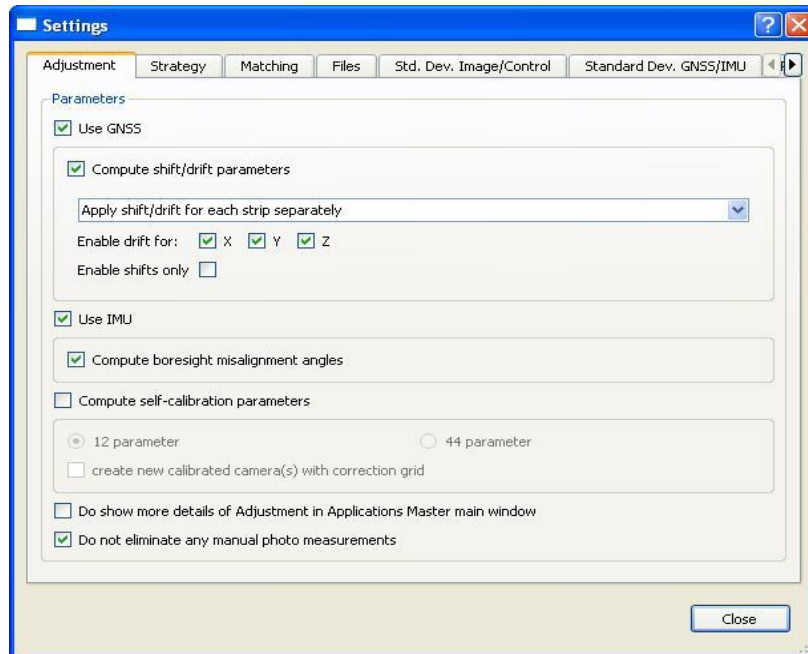 Settings
Adjustment Strategy Matching Files Std. Dev. Image/Control Standard Dev. GNSS/IMU
Parameters
Use GNSS
Compute shift/drift parameters
Apply shift/drift for each strip separately
Enable drift for: X Y Z
Enable shifts only
Use IMU
Compute boresight misalignment angles
Compute self-calibration parameters
12 parameter 44 parameter
create new calibrated camera(s) with correction grid
Do show more details of Adjustment in Applications Master main window
Do not eliminate any manual photo measurements
Close